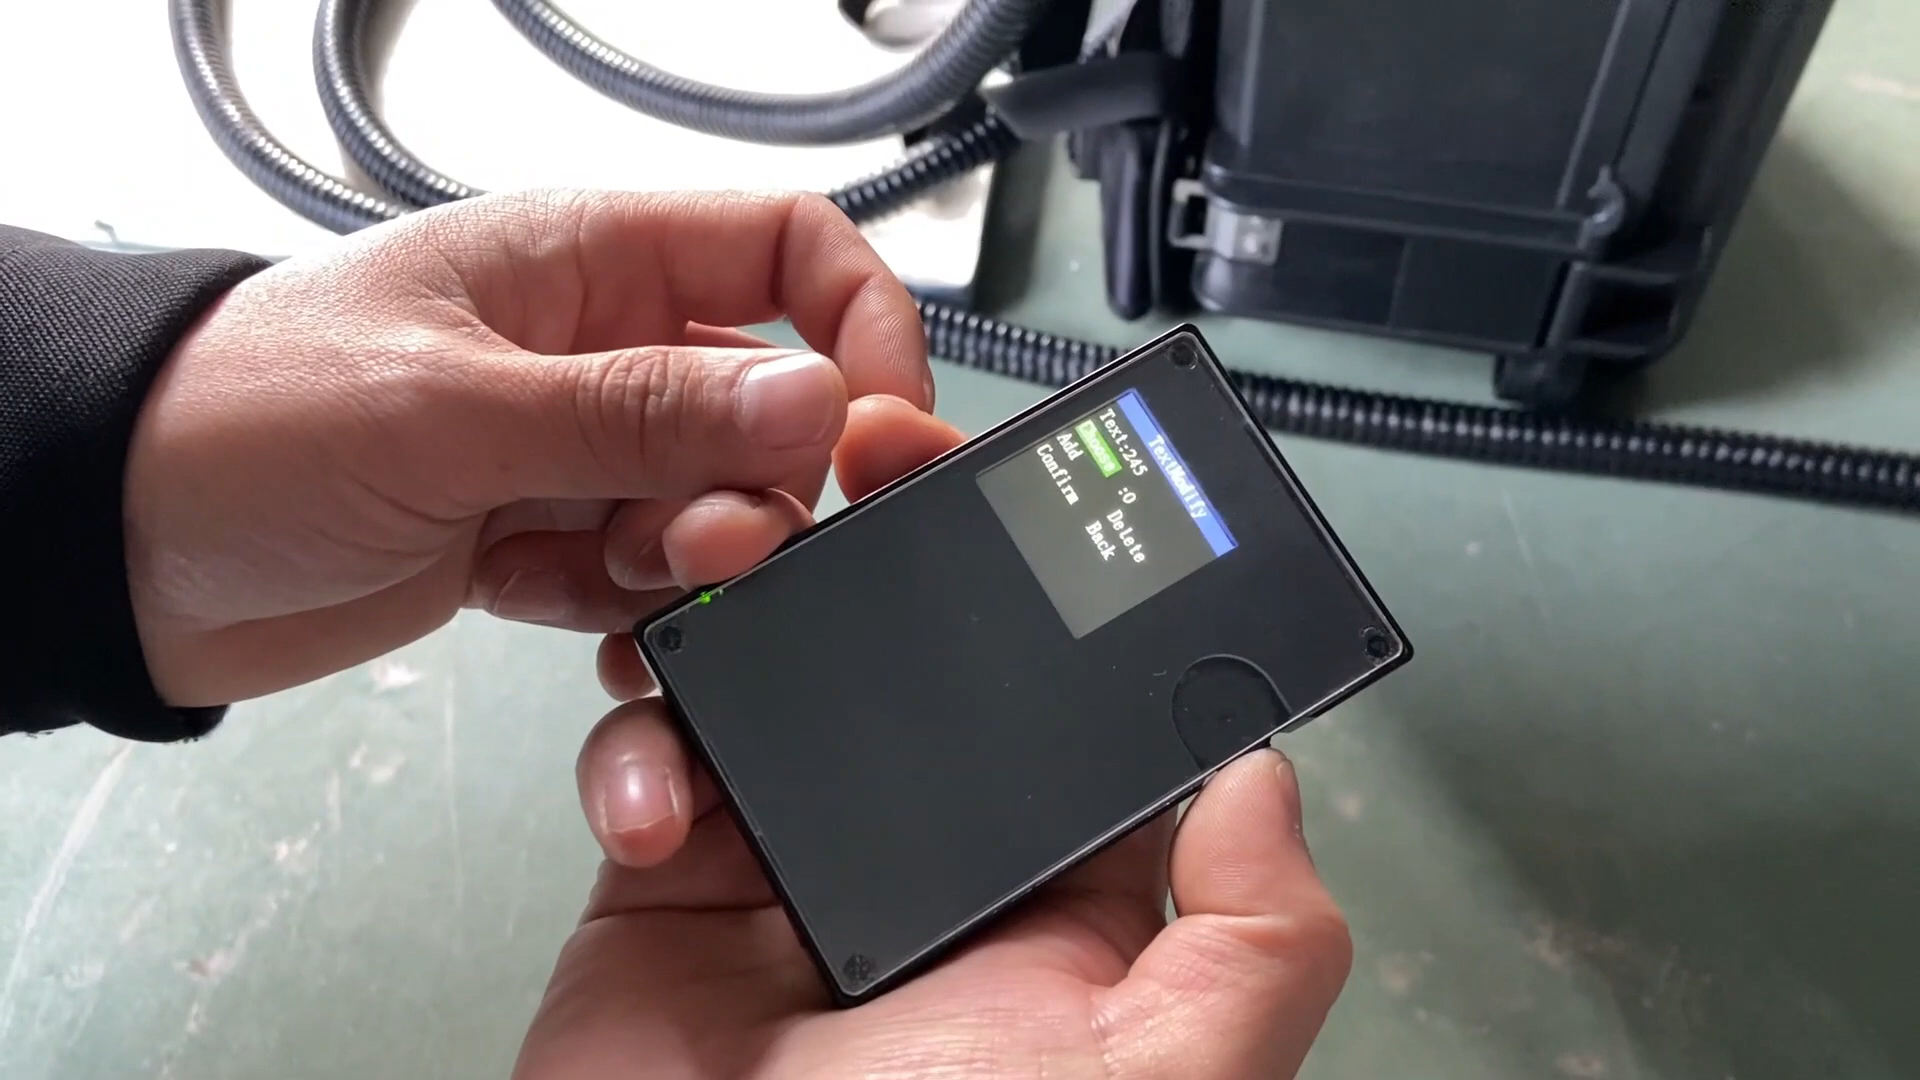 TextModify
Text:245
Choose :0
Add Delete
Confirm Back